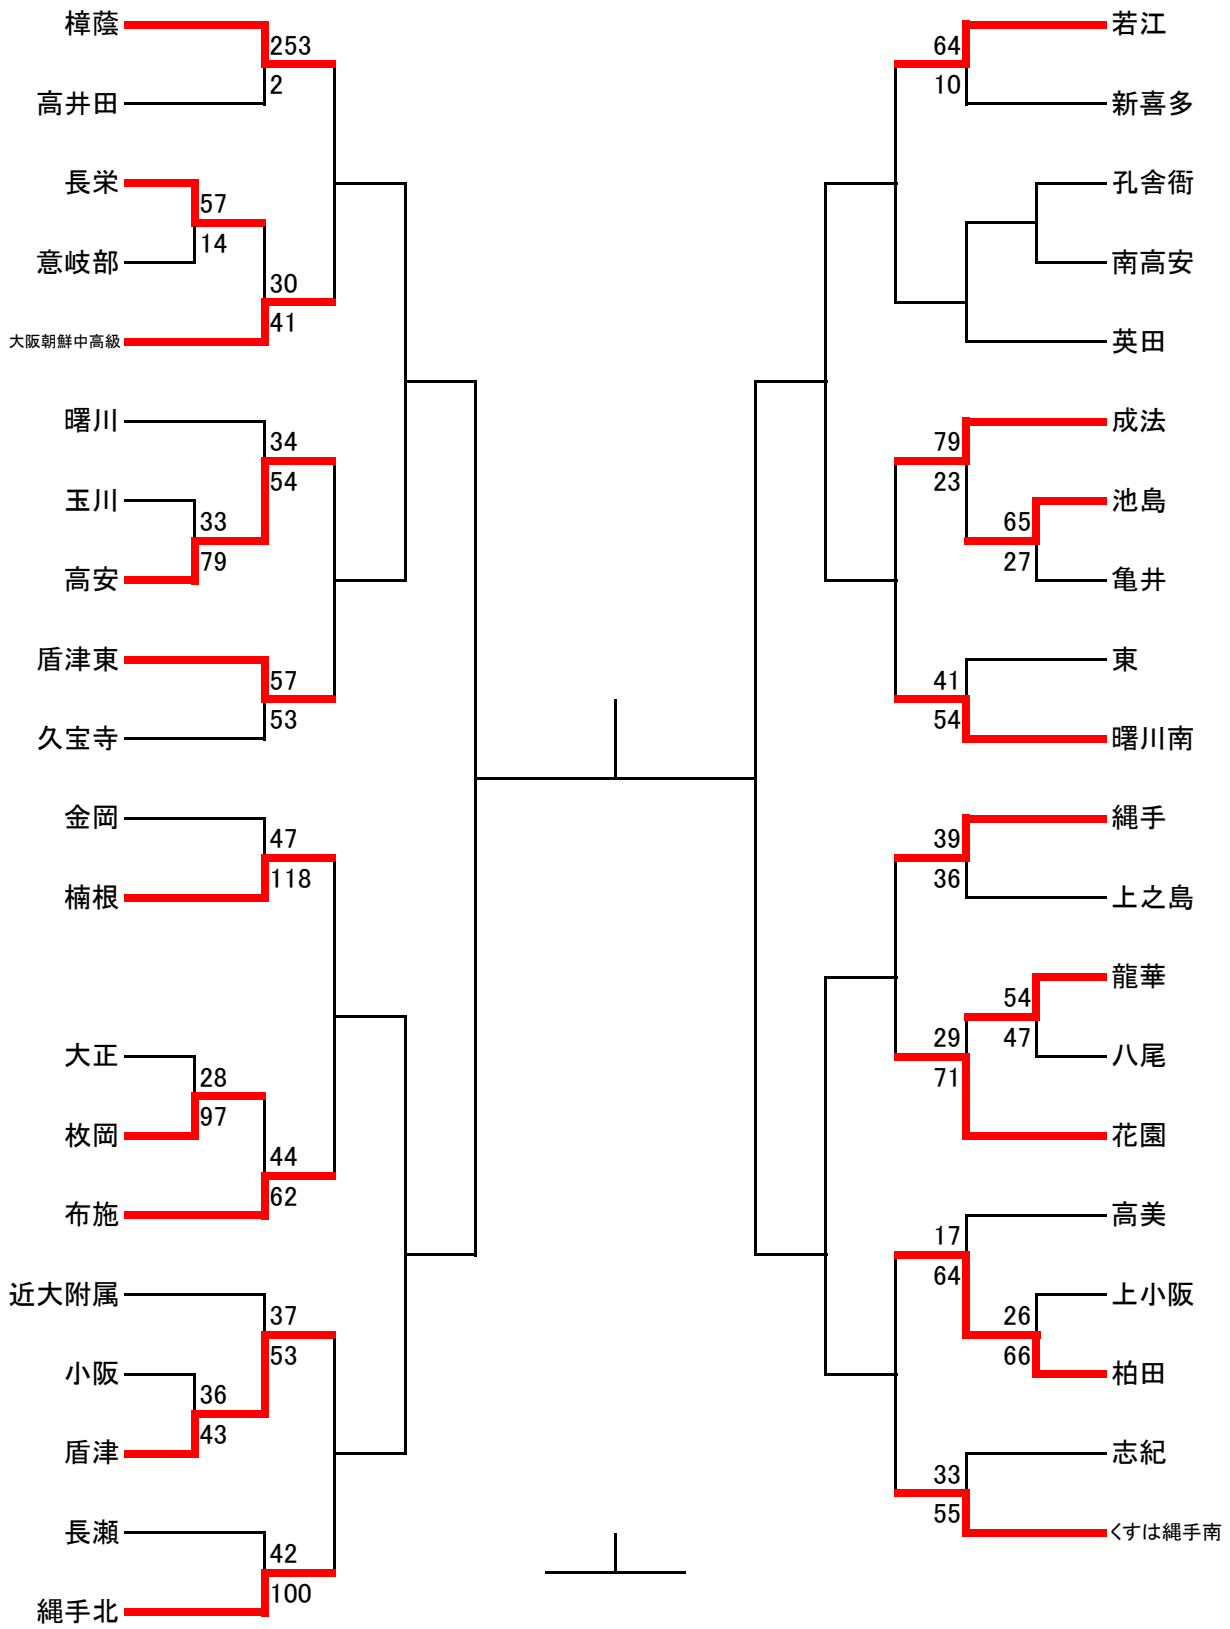 樟蔭
253
2
高井田
長栄
57
14
意岐部
30
41
大阪朝鮮中高級
曙川
34
54
玉川
33
79
高安
盾津東
57
53
久宝寺
金岡
47
118
楠根
大正
28
97
枚岡
44
62
布施
近大附属
37
53
小阪
36
43
盾津
長瀬
42
100
縄手北
若江
64
10
新喜多
孔舎衙
南高安
英田
成法
79
23
池島
65
27
亀井
東
41
54
曙川南
縄手
39
36
上之島
龍華
54
47
八尾
29
71
花園
高美
17
64
上小阪
26
66
柏田
志紀
33
55
くすは縄手南